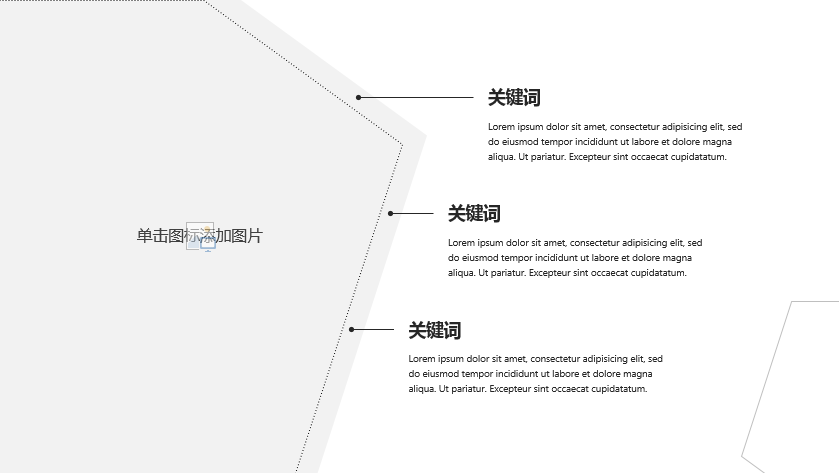 关键词
Lorem ipsum dolor sit amet, consectetur adipisicing elit, sed
do eiusmod tempor incididunt ut labore et dolore magna
aliqua. Ut pariatur. Excepteur sint occaecat cupidatatum.
关键词
Lorem ipsum dolor sit amet, consectetur adipisicing elit, sed
do eiusmod tempor incididunt ut labore et dolore magna
aliqua. Ut pariatur. Excepteur sint occaecat cupidatatum.
单击图标添加图片
关键词
Lorem ipsum dolor sit amet, consectetur adipisicing elit, sed
do eiusmod tempor incididunt ut labore et dolore magna
aliqua. Ut pariatur. Excepteur sint occaecat cupidatatum.